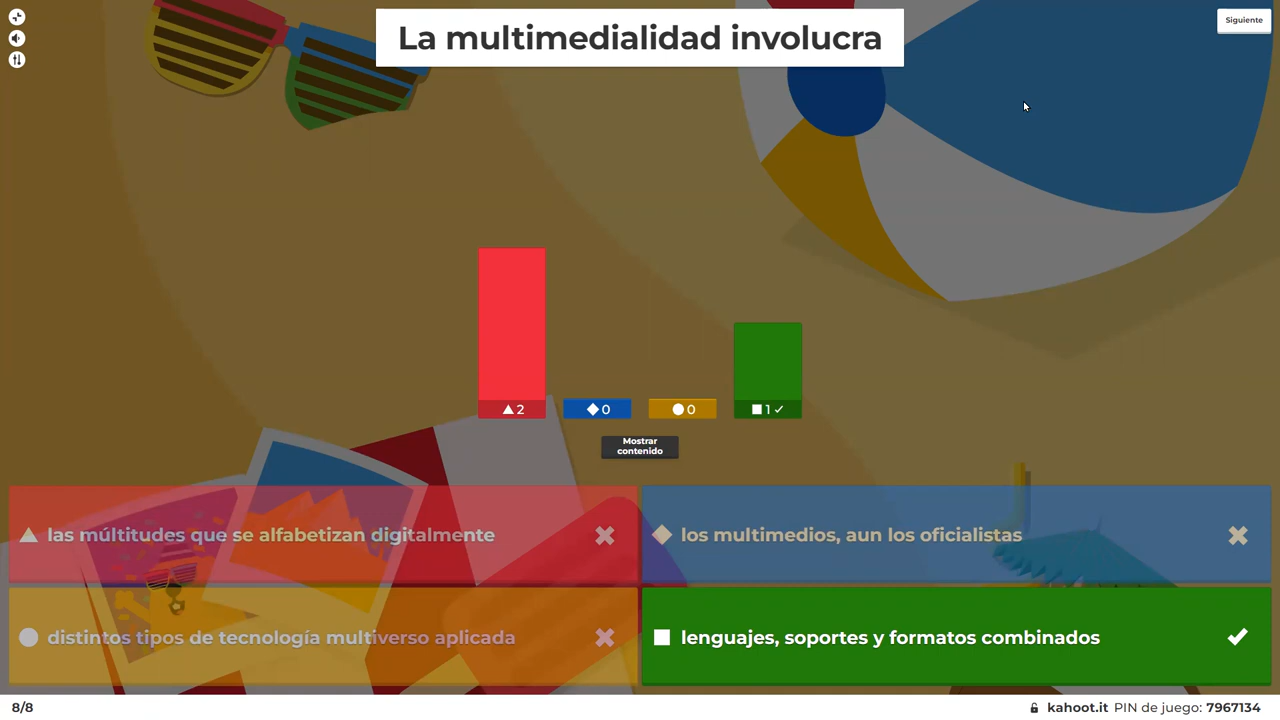 La multimedialidad involucra
Siguiente
2
0
0
1
Mostrar
contenido
las múltitudes que se alfabetizan digitalmente
los multimedios, aun los oficialistas
distintos tipos de tecnología multiverso aplicada
lenguajes, soportes y formatos combinados
8/8
kahoot.it PIN de juego: 7967134